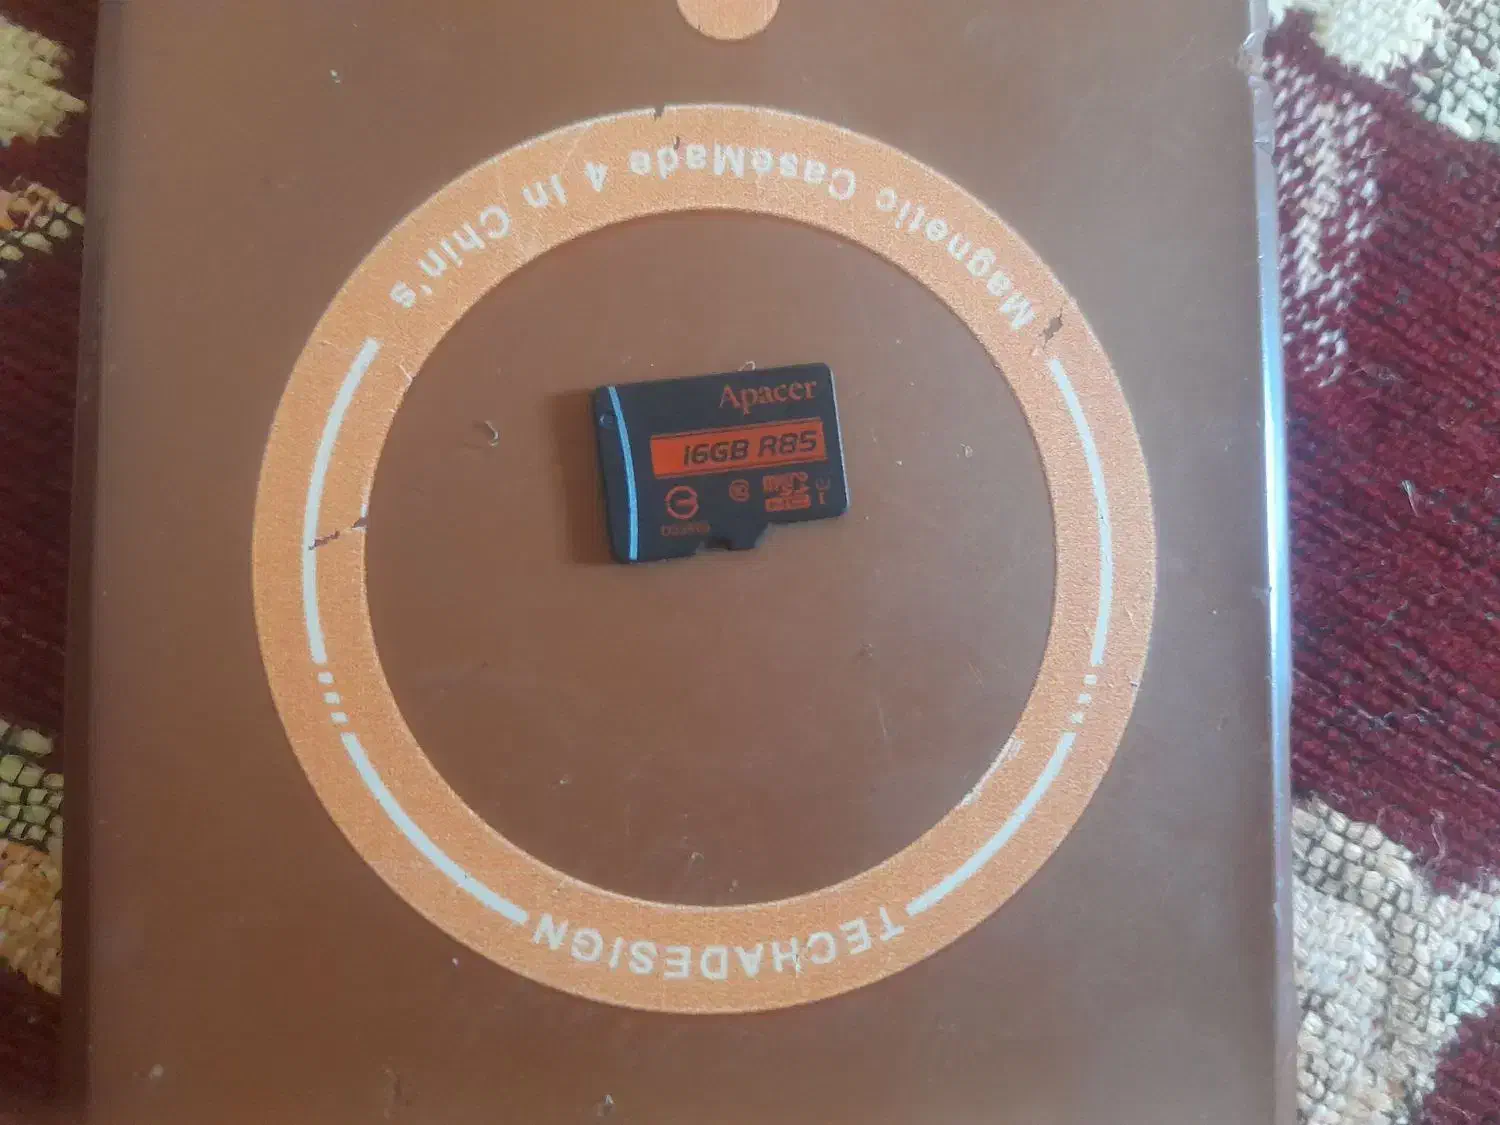 Apacer
16GB R85
Magnetic CaseMade 4 in Chin's
TECHADESIGN